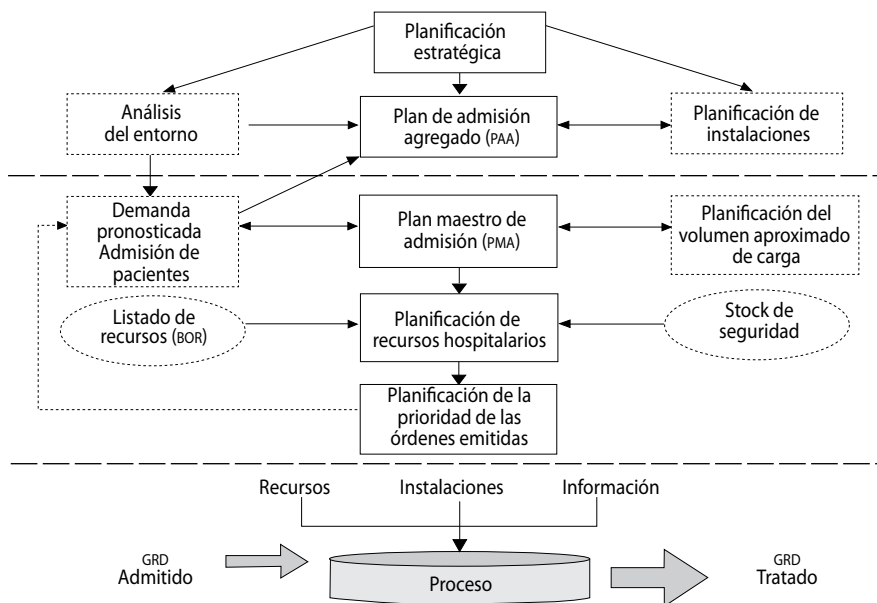 Planificación
estratégica
Análisis
del entorno
Plan de admisión
agregado (PAA)
Planificación de
instalaciones
Demanda
pronosticada
Admisión de
pacientes
Plan maestro de
admisión (PMA)
Planificación del
volumen aproximado
de carga
Listado de
recursos (BOR)
Planificación de
recursos hospitalarios
Stock de
seguridad
Planificación de la
prioridad de las
órdenes emitidas
Recursos
Instalaciones
Información
GRD
Admitido
Proceso
GRD
Tratado